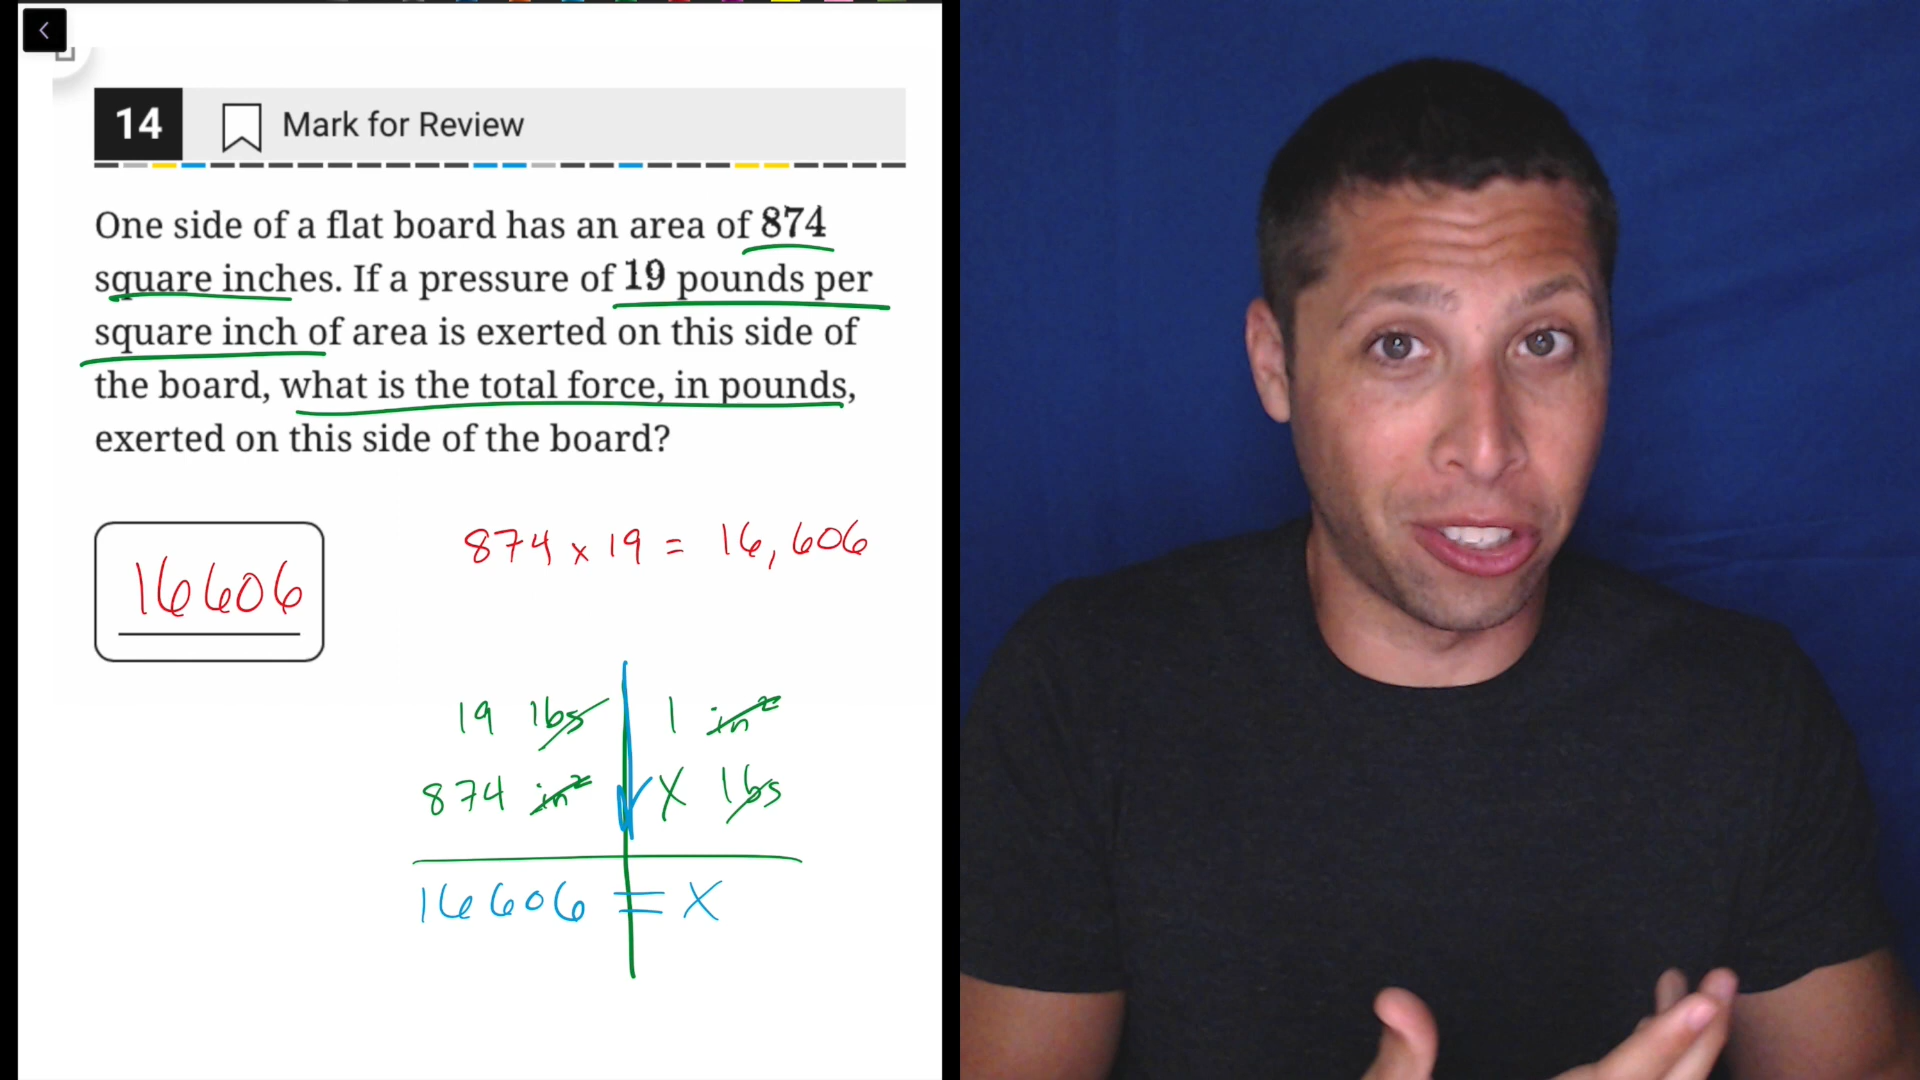 14 Mark for Review
One side of a flat board has an area of 874
square inches. If a pressure of 19 pounds per
square inch of area is exerted on this side of
the board, what is the total force, in pounds,
exerted on this side of the board?
874 x 19 = 16,606
16606
19 lbs 1 in²
874 in² x lbs
16606 = x